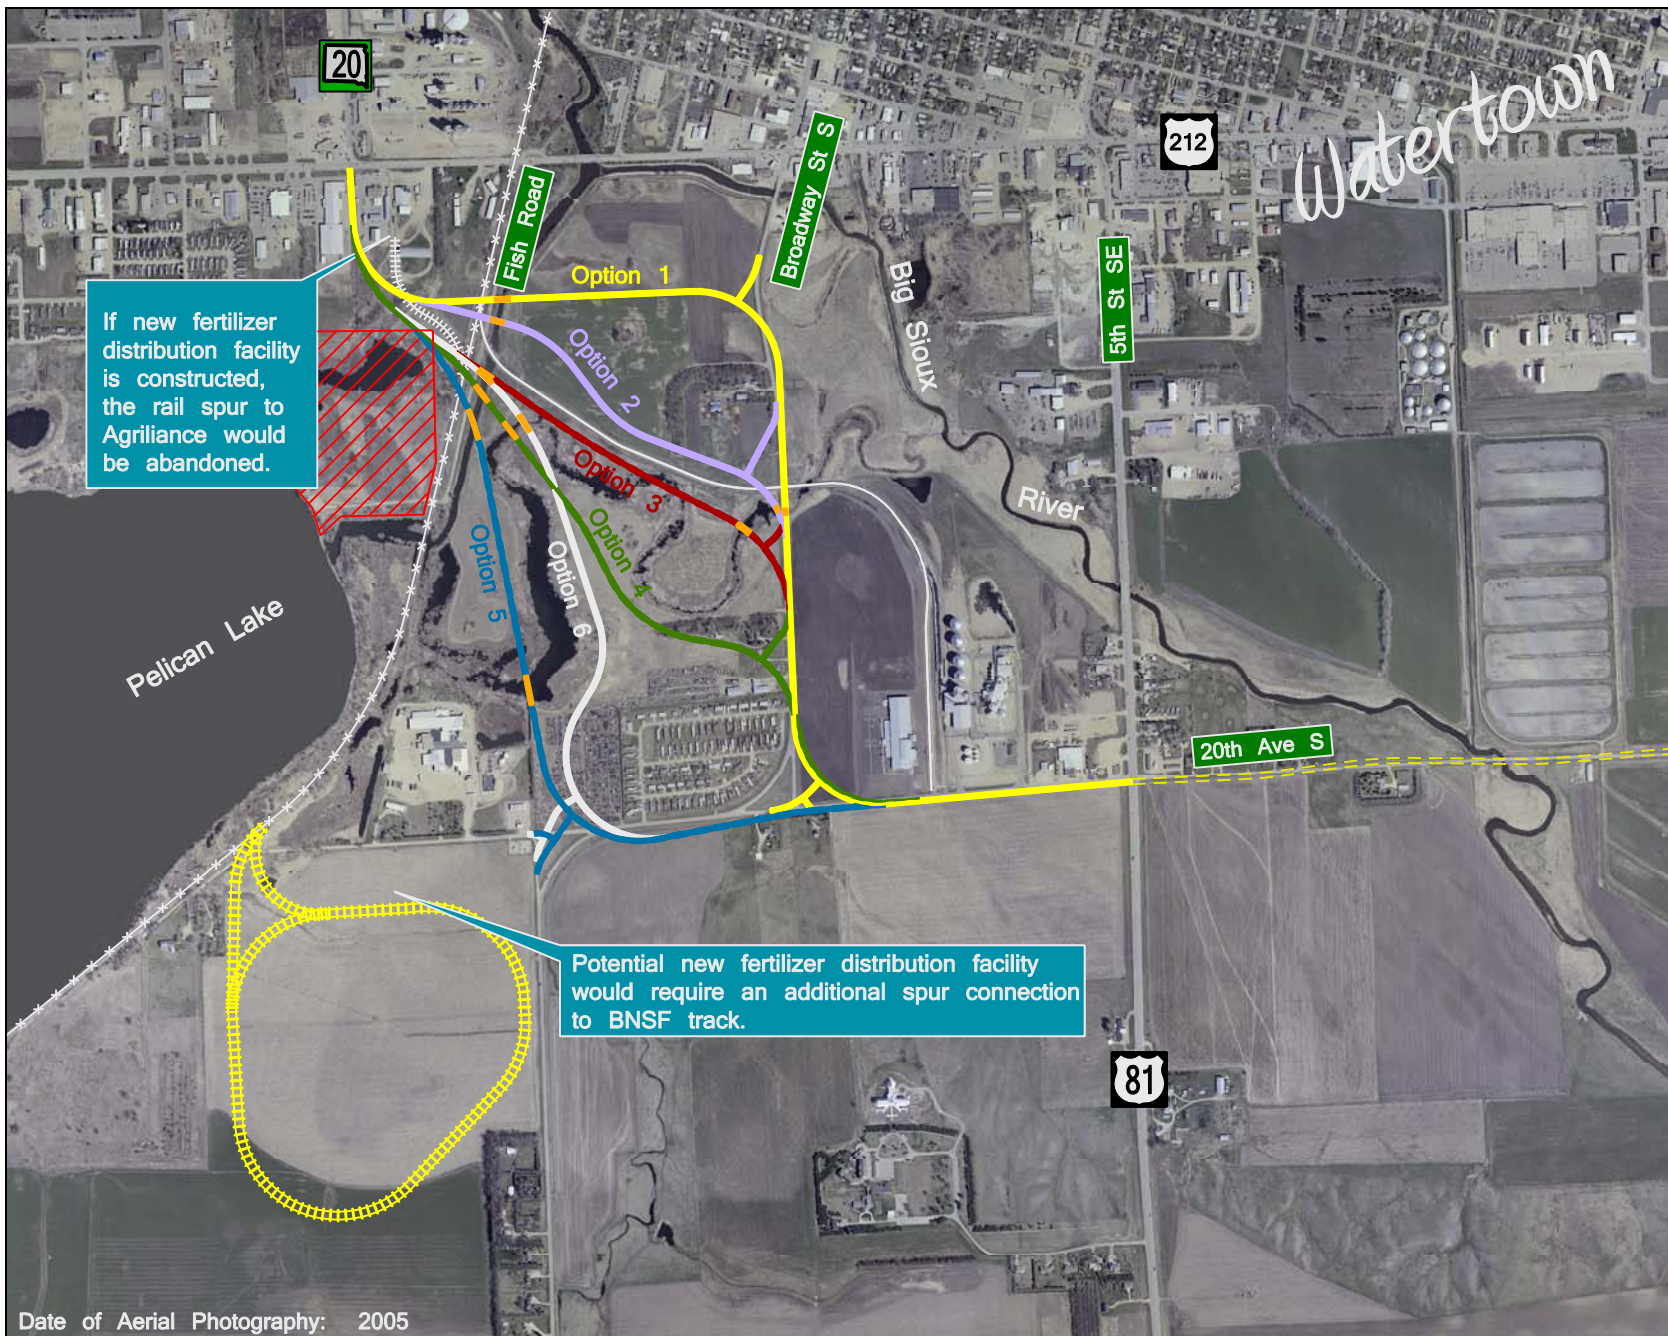 20
Watertown
212
Broadway St S
Fish Road
Option 1
Big Sioux
River
5th St SE
If new fertilizer
distribution facility
is constructed,
the rail spur to
Agriliance would
be abandoned.
Option 2
Option 3
Option 4
Option 5
Option 6
Pelican Lake
20th Ave S
Potential new fertilizer distribution facility
would require an additional spur connection
to BNSF track.
81
Date of Aerial Photography: 2005